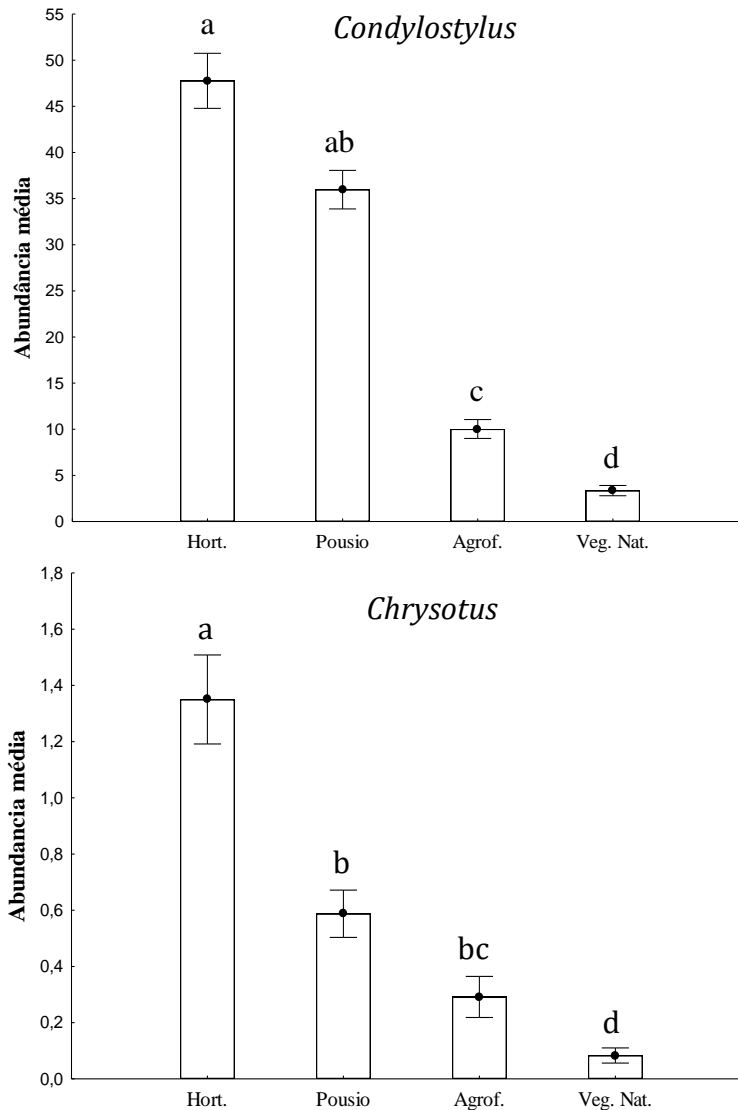 Condylostylus
Abundância média
55
50
45
40
35
30
25
20
15
10
5
0
a
ab
c
d
Hort. Pousio Agrof. Veg. Nat.
Chrysotus
Abundancia média
1,8
1,6
1,4
1,2
1,0
0,8
0,6
0,4
0,2
0,0
a
b
bc
d
Hort. Pousio Agrof. Veg. Nat.